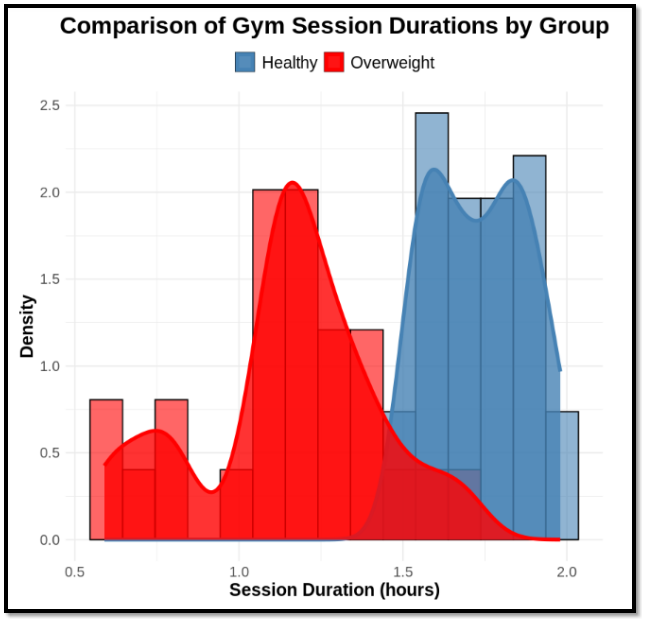 Comparison of Gym Session Durations by Group
Healthy Overweight
2.5
2.0
1.5
1.0
0.5
0.0
Density
0.5 1.0 1.5 2.0
Session Duration (hours)